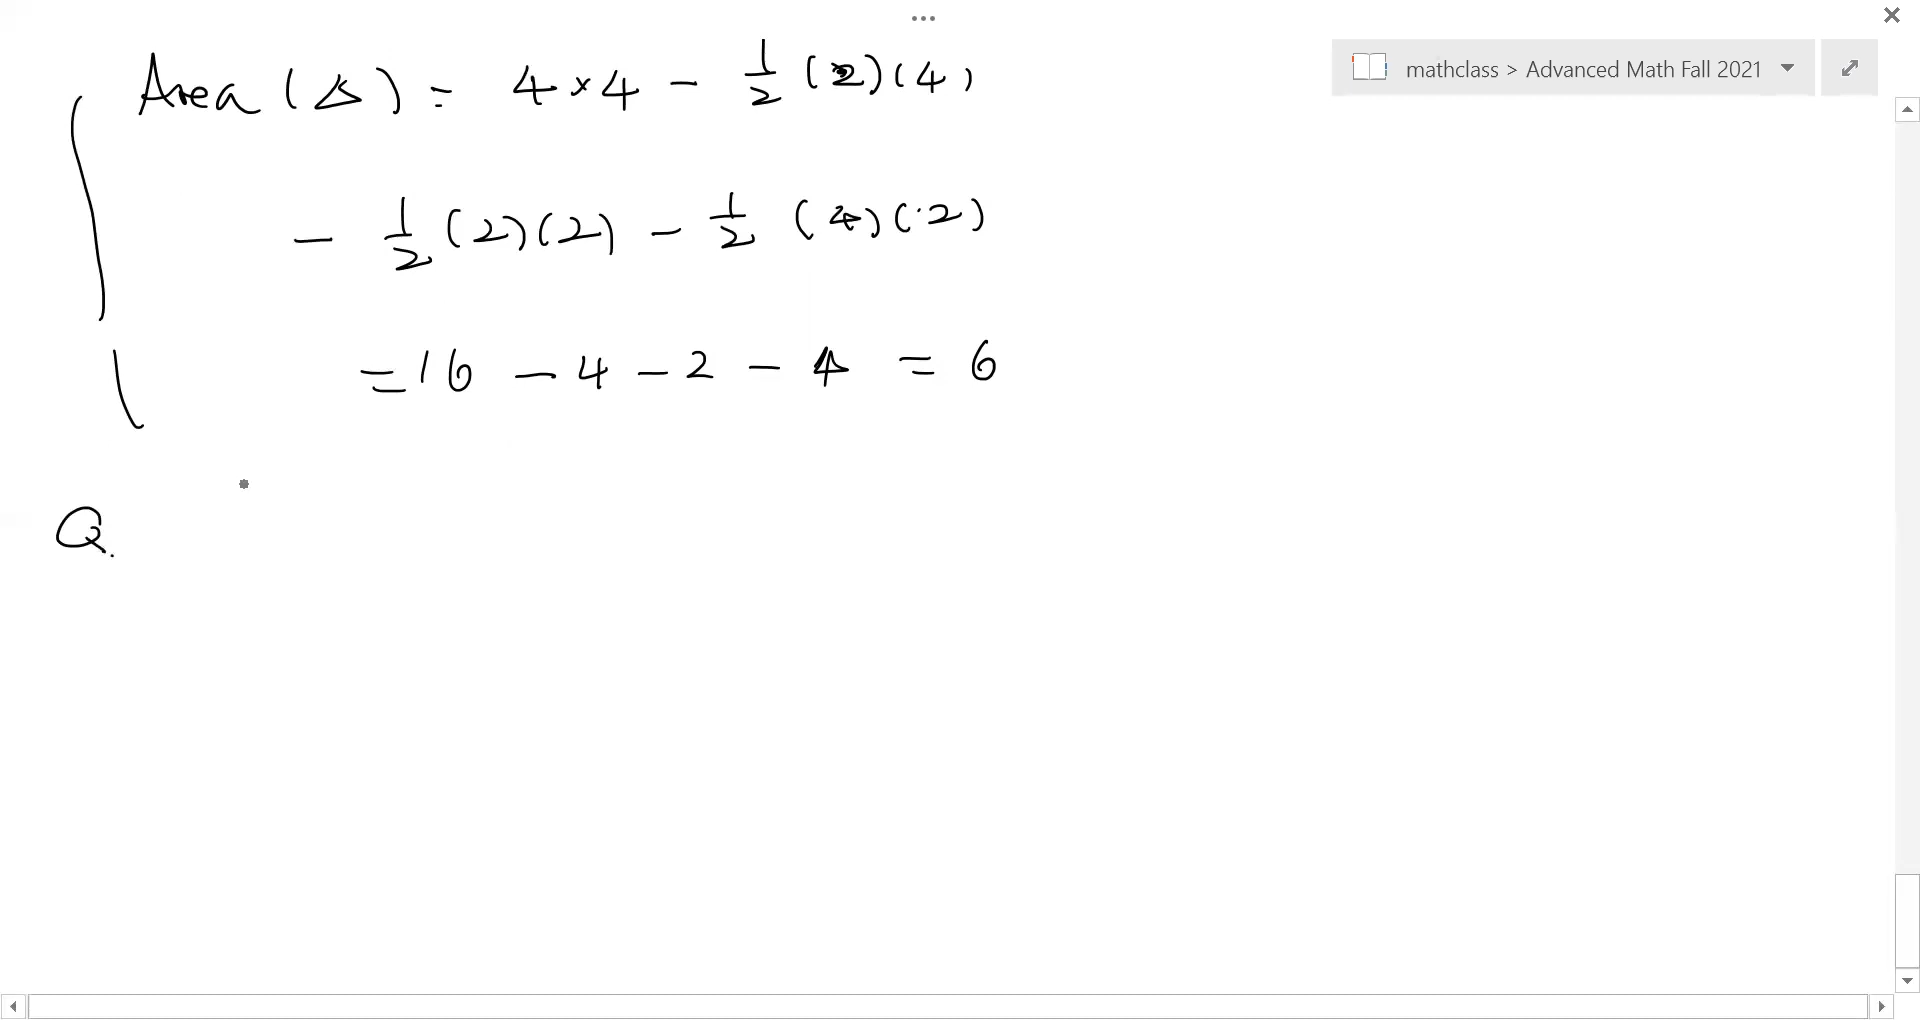 mathclass > Advanced Math Fall 2021
Area (△) = 4 × 4 - 1/2 (2)(4)
- 1/2 (2)(2) - 1/2 (4)(2)
= 16 - 4 - 2 - 4 = 6
Q.